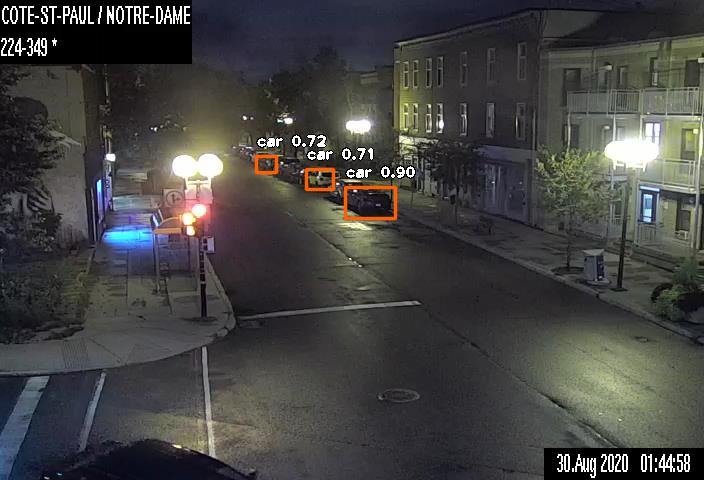 COTE-ST-PAUL / NOTRE-DAME
224-349 *
car 0.72
car 0.71
car 0.90
30.Aug 2020 01:44:58